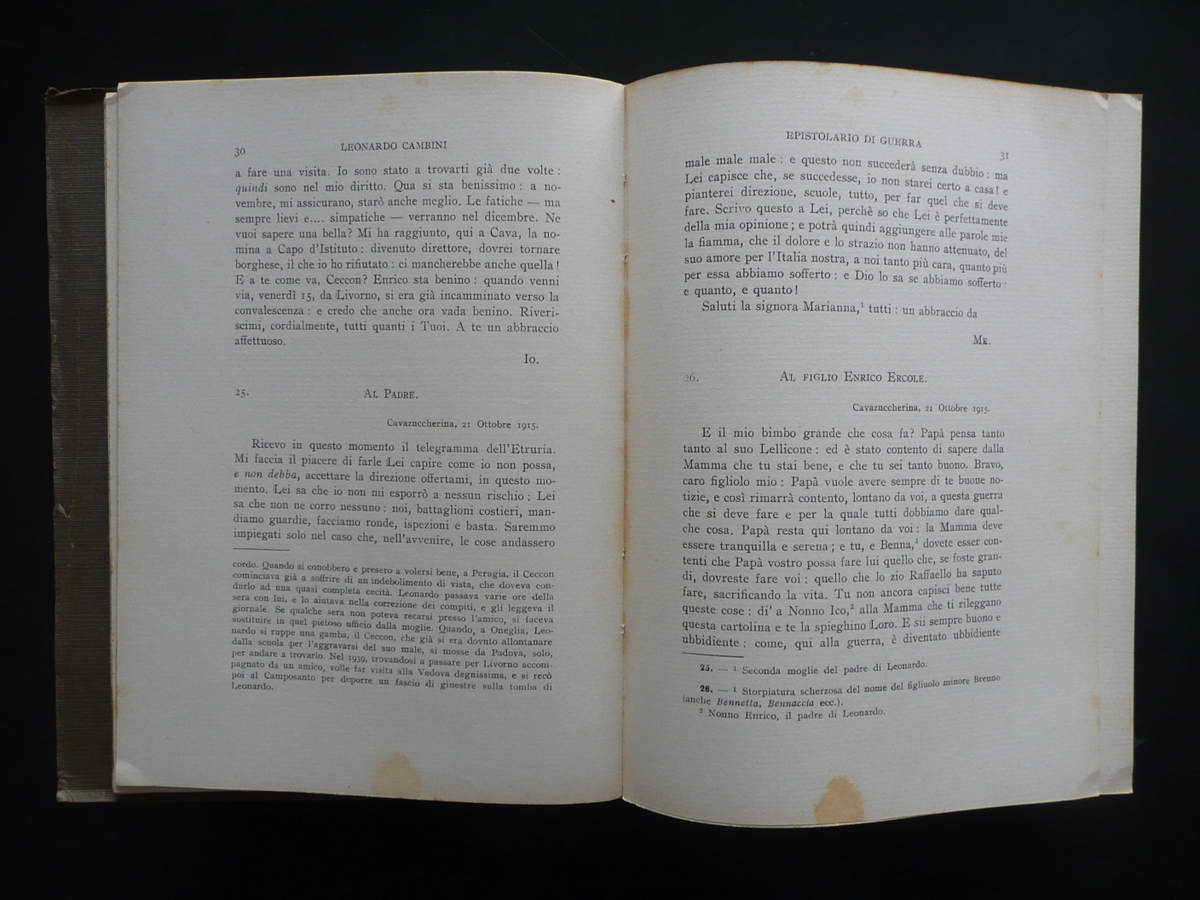 30
LEONARDO CAMBINI
a fare una visita. Io sono stato a trovarti già due volte :
quindi sono nel mio diritto. Qua si sta benissimo : a no-
vembre, mi assicurano, starò anche meglio. Le fatiche — ma
sempre lievi e.... simpatiche — verranno nel dicembre. Ne
vuoi sapere una bella? Mi ha raggiunto, qui a Cava, la no-
mina a Capo d'Istituto : divenuto direttore, dovrei tornare
borghese, il che io ho rifiutato : ci mancherebbe anche quella !
E a te come va, Ceccon? Enrico sta benino : quando venni
via, venerdì 15, da Livorno, si era già incamminato verso la
convalescenza : e credo che anche ora vada benino. Riveri-
scimi, cordialmente, tutti quanti i Tuoi. A te un abbraccio
affettuoso.
Io.
25.
AL PADRE.
Cavazuccherina, 21 Ottobre 1915.
Ricevo in questo momento il telegramma dell'Etruria.
Mi faccia il piacere di farle Lei capire come io non possa,
e non debba, accettare la direzione offertami, in questo mo-
mento. Lei sa che io non mi esporrò a nessun rischio : Lei
sa che non ne corro nessuno : noi, battaglioni costieri, man-
diamo guardie, facciamo ronde, ispezioni e basta. Saremmo
impiegati solo nel caso che, nell'avvenire, le cose andassero
cordo. Quando si conobbero e presero a volersi bene, a Perugia, il Ceccon
cominciava già a soffrire di un indebolimento di vista, che doveva con-
durlo ad una quasi completa cecità. Leonardo passava varie ore della
sera con lui, e lo aiutava nella correzione dei compiti, e gli leggeva il
giornale. Se qualche sera non poteva recarsi presso l'amico, si faceva
sostituire in quel pietoso ufficio dalla moglie. Quando, a Oneglia, Leo-
nardo si ruppe una gamba, il Ceccon, che già si era dovuto allontanare
dalla scuola per l'aggravarsi del suo male, si mosse da Padova, solo,
per andare a trovarlo. Nel 1939, trovandosi a passare per Livorno accom-
pagnato da un amico, volle far visita alla Vedova degnissima, e si recò
poi al Camposanto per deporre un fascio di ginestre sulla tomba di
Leonardo.
EPISTOLARIO DI GUERRA
31
male male male : e questo non succederà senza dubbio : ma
Lei capisce che, se succedesse, io non starei certo a casa ! e
pianterei direzione, scuole, tutto, per far quel che si deve
fare. Scrivo questo a Lei, perchè so che Lei è perfettamente
della mia opinione ; e potrà quindi aggiungere alle parole mie
la fiamma, che il dolore e lo strazio non hanno attenuato, del
suo amore per l'Italia nostra, a noi tanto più cara, quanto più
per essa abbiamo sofferto : e Dio lo sa se abbiamo sofferto :
e quanto, e quanto !
Saluti la signora Marianna,¹ tutti : un abbraccio da
ME.
26.
AL FIGLIO ENRICO ERCOLE.
Cavazuccherina, 21 Ottobre 1915.
E il mio bimbo grande che cosa fa? Papà pensa tanto
tanto al suo Lellicone : ed è stato contento di sapere dalla
Mamma che tu stai bene, e che tu sei tanto buono. Bravo,
caro figliolo mio : Papà vuole avere sempre di te buone no-
tizie, e così rimarrà contento, lontano da voi, a questa guerra
che si deve fare e per la quale tutti dobbiamo dare qual-
che cosa. Papà resta qui lontano da voi : la Mamma deve
essere tranquilla e serena ; e tu, e Benna,¹ dovete esser con-
tenti che Papà vostro possa fare lui quello che, se foste gran-
di, dovreste fare voi : quello che lo zio Raffaello ha saputo
fare, sacrificando la vita. Tu non ancora capisci bene tutte
queste cose : di' a Nonno Ico,² alla Mamma che ti rileggano
questa cartolina e te la spieghino Loro. E sii sempre buono e
ubbidiente : come, qui alla guerra, è diventato ubbidiente
25. — ¹ Seconda moglie del padre di Leonardo.
26. — ¹ Storpiatura scherzosa del nome del figliuolo minore Brenno
(anche Bennetta, Bennaccia ecc.).
² Nonno Enrico, il padre di Leonardo.